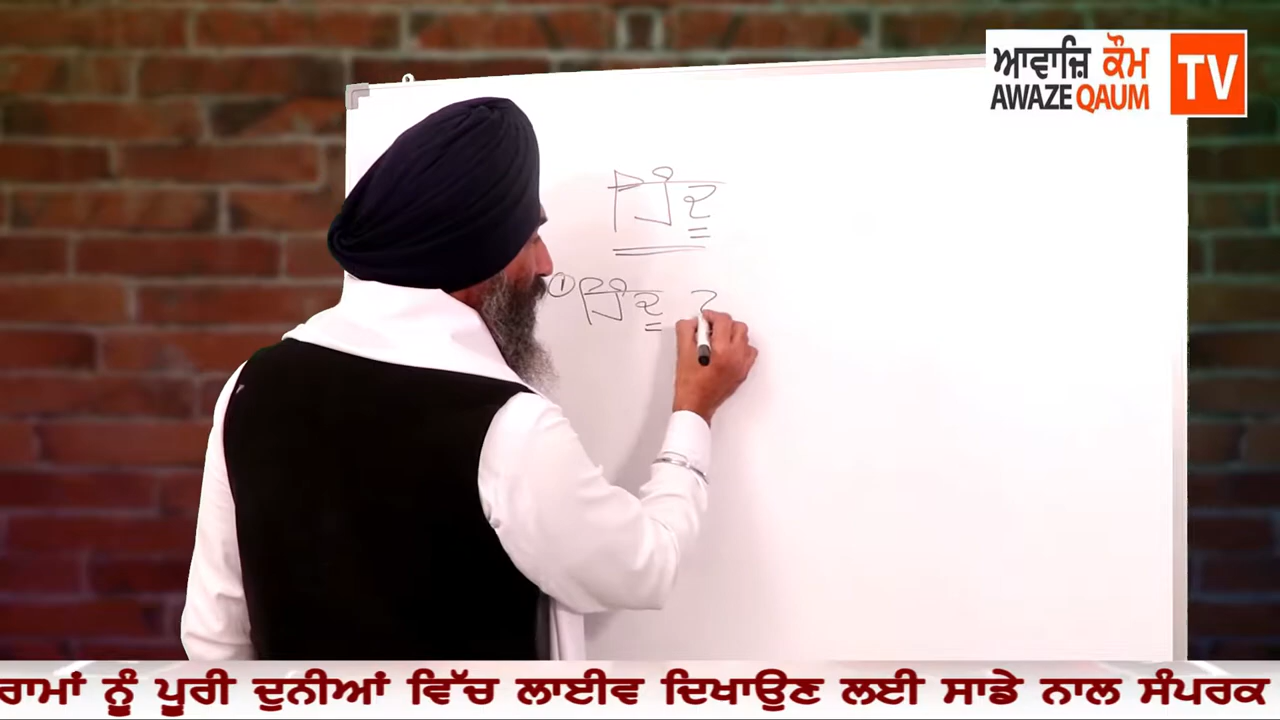 ਆਵਾਜ਼ਿ ਕੌਮ TV
AWAZE QAUM
ਜਿੰਦ
① ਜਿੰਦ
ਰਾਮਾਂ ਨੂੰ ਪੂਰੀ ਦੁਨੀਆਂ ਵਿੱਚ ਲਾਈਵ ਦਿਖਾਉਣ ਲਈ ਸਾਡੇ ਨਾਲ ਸੰਪਰਕ